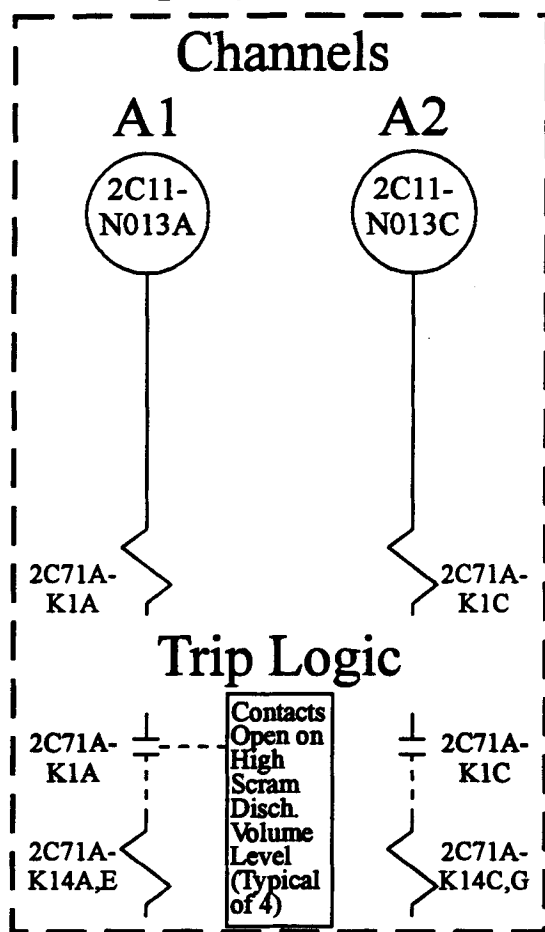 Channels
A1 A2
2C11-
N013A
2C11-
N013C
2C71A-
K1A
2C71A-
K1C
Trip Logic
2C71A-
K1A
Contacts
Open on
High
Scram
Disch.
Volume
Level
(Typical
of 4)
2C71A-
K1C
2C71A-
K14A,E
2C71A-
K14C,G